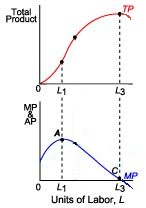 Total
Product
TP
0
L1
L3
MP
&
AP
A
C
MP
0
L1
L3
Units of Labor, L